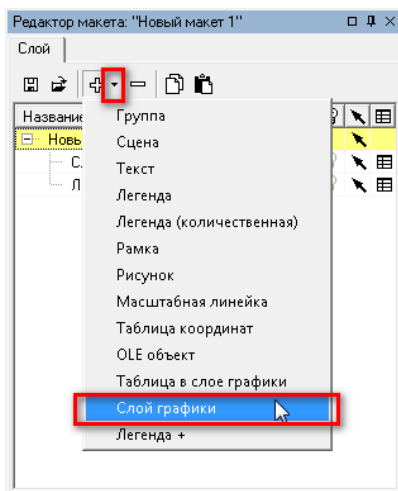 Редактор макета: "Новый макет 1"
Слой
Название
Новь
С
Л
Группа
Сцена
Текст
Легенда
Легенда (количественная)
Рамка
Рисунок
Масштабная линейка
Таблица координат
OLE объект
Таблица в слое графики
Слой графики
Легенда +